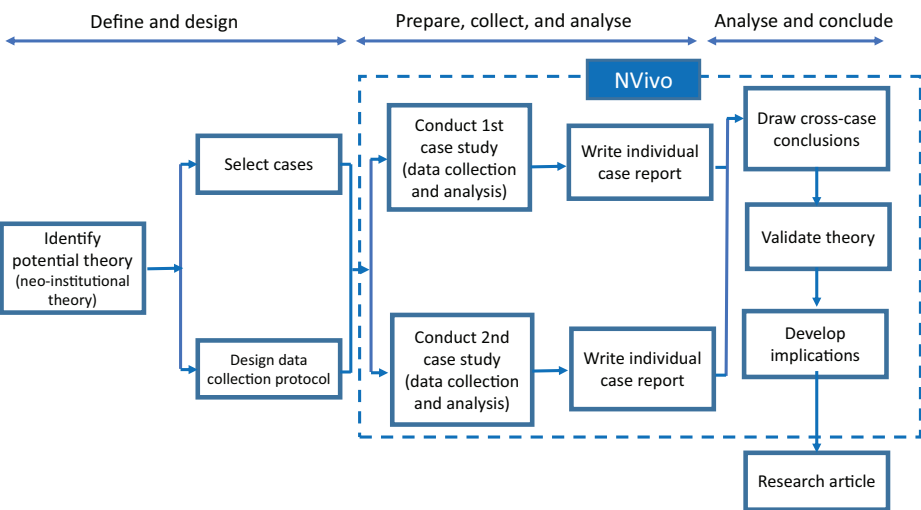 Define and design
Prepare, collect, and analyse
Analyse and conclude
NVivo
Identify
potential theory
(neo-institutional
theory)
Select cases
Design data
collection protocol
Conduct 1st
case study
(data collection
and analysis)
Write individual
case report
Conduct 2nd
case study
(data collection
and analysis)
Write individual
case report
Draw cross-case
conclusions
Validate theory
Develop
implications
Research article